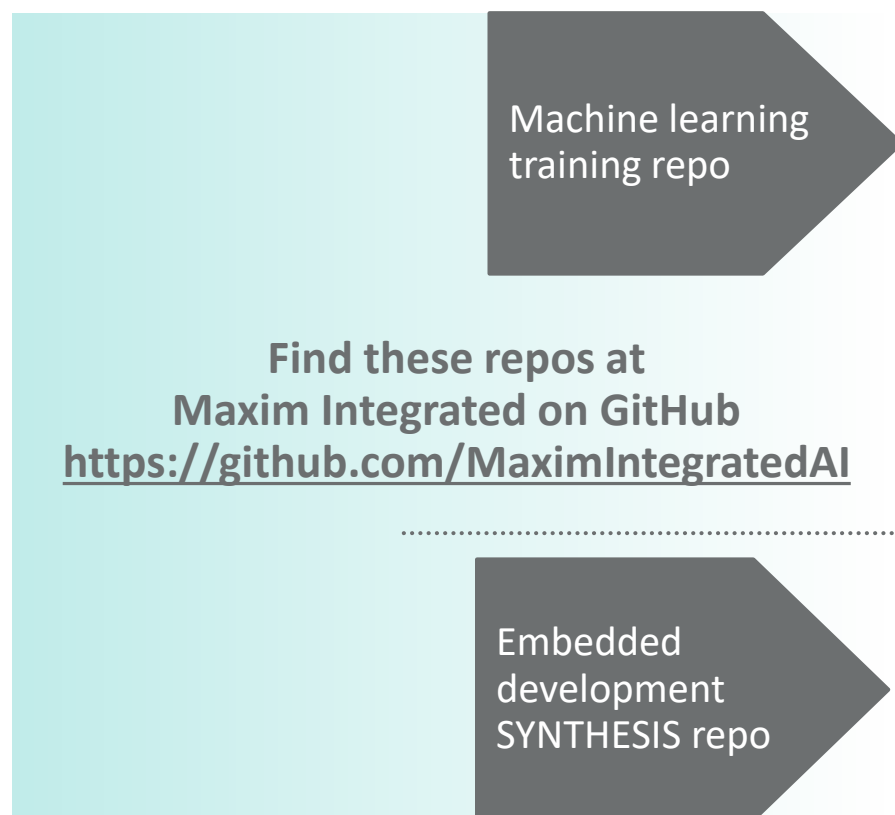 Machine learning
training repo
Find these repos at
Maxim Integrated on GitHub
https://github.com/MaximIntegratedAI
Embedded
development
SYNTHESIS repo